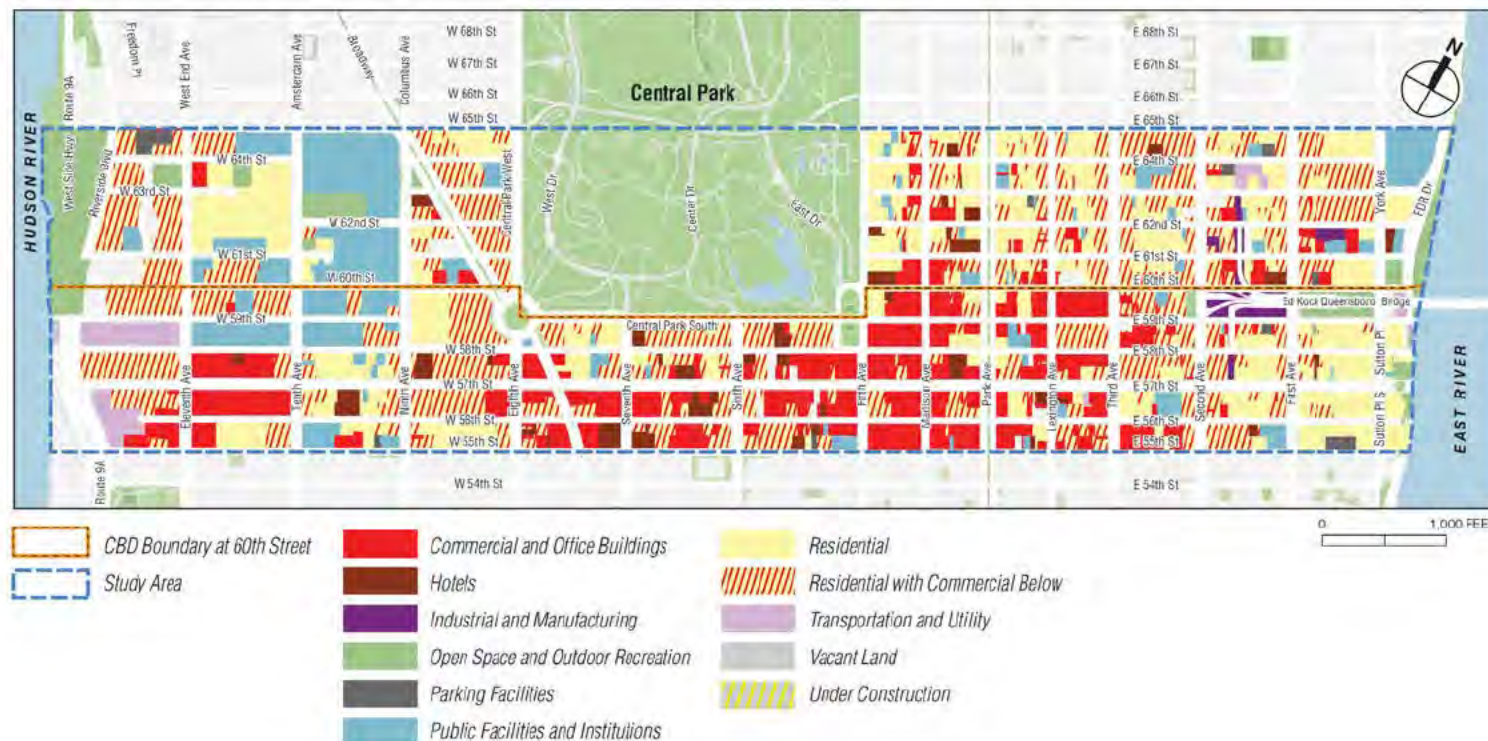 W 68th St
W 67th St
W 66th St
W 65th St
Freedom Pl
West End Ave
Amsterdam Ave
Broadway
Columbus Ave
Route 9A
Central Park
E 68th St
E 67th St
E 66th St
E 65th St
N
HUDSON RIVER
West Side Hwy
Riverside Blvd
W 64th St
W 63rd St
W 62nd St
W 61st St
W 60th St
W 59th St
W 58th St
W 57th St
W 56th St
W 55th St
W 54th St
Central Park West
West Dr
Center Dr
East Dr
Central Park South
E 64th St
E 62nd St
E 61st St
E 60th St
E 59th St
E 58th St
E 57th St
E 56th St
E 55th St
E 54th St
York Ave
FDR Dr
Ed Kock Queensboro Bridge
Sutton Pl
Sutton Pl S
EAST RIVER
Eleventh Ave
Tenth Ave
Ninth Ave
Eighth Ave
Seventh Ave
Sixth Ave
Fifth Ave
Madison Ave
Park Ave
Lexington Ave
Third Ave
Second Ave
First Ave
Route 9A
0 1,000 FEET
CBD Boundary at 60th Street
Study Area
Commercial and Office Buildings
Hotels
Industrial and Manufacturing
Open Space and Outdoor Recreation
Parking Facilities
Public Facilities and Institutions
Residential
Residential with Commercial Below
Transportation and Utility
Vacant Land
Under Construction